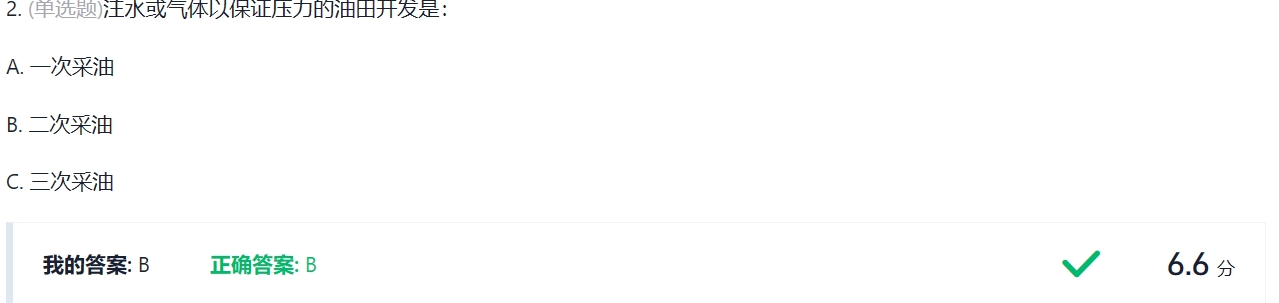 2. (单选题)注水或气体以保证压力的油田开发是：
A. 一次采油
B. 二次采油
C. 三次采油
我的答案: B 正确答案: B 6.6 分